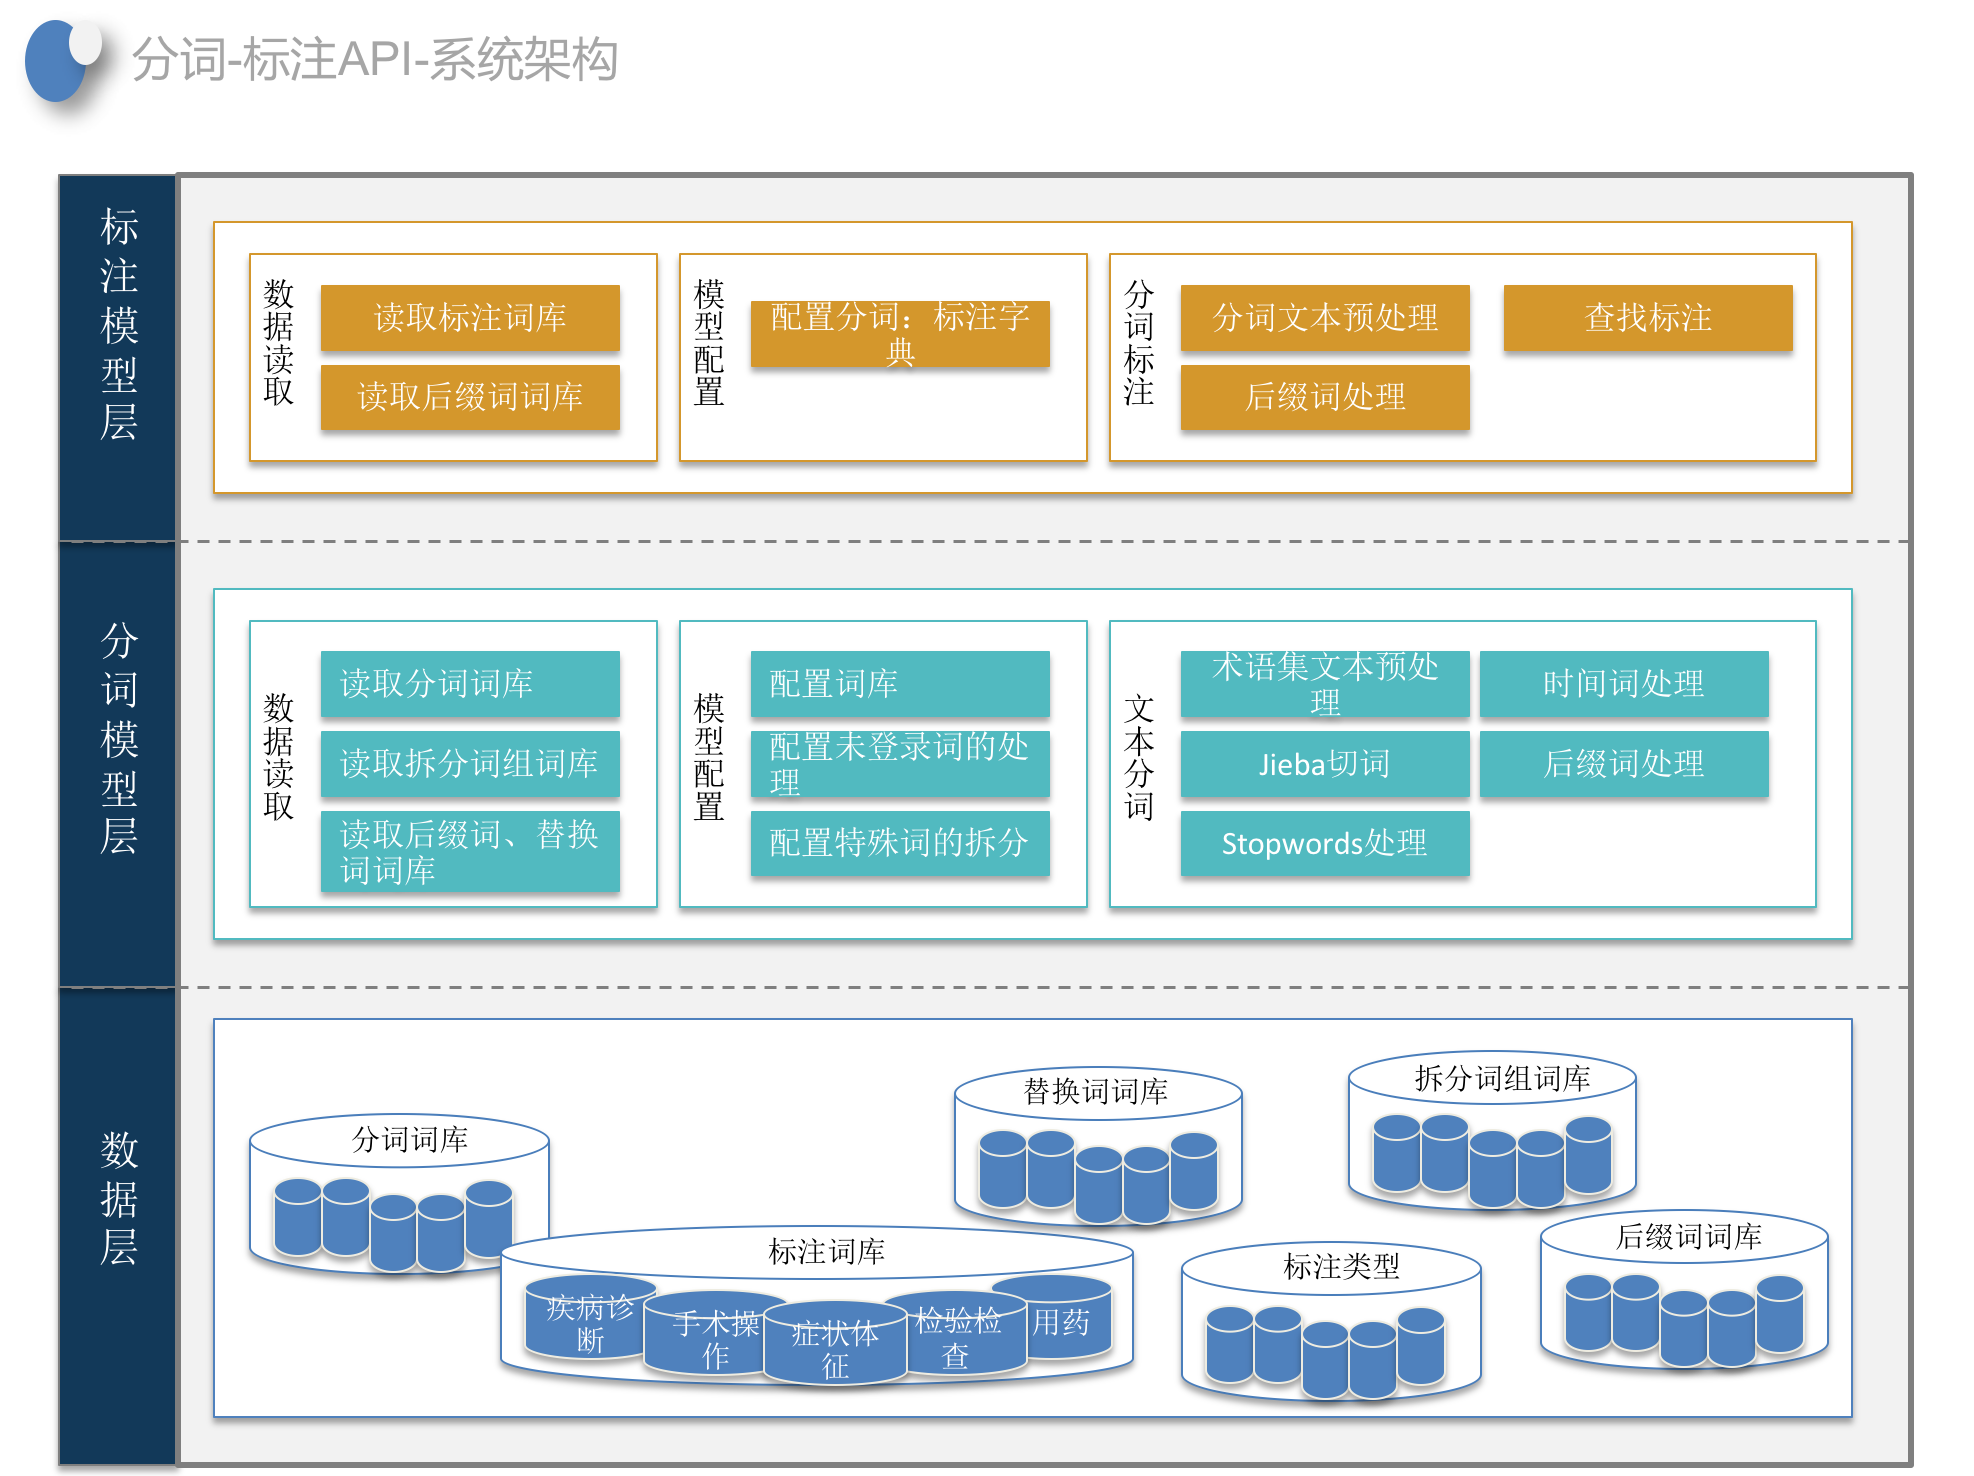 分词-标注API-系统架构
标注模型层
数据读取
读取标注词库
读取后缀词词库
模型配置
配置分词：标注字
典
分词标注
分词文本预处理
查找标注
后缀词处理
分词模型层
数据读取
读取分词词库
读取拆分词组词库
读取后缀词、替换
词词库
模型配置
配置词库
配置未登录词的处
理
配置特殊词的拆分
文本分词
术语集文本预处
理
时间词处理
Jieba切词
后缀词处理
Stopwords处理
数据层
分词词库
替换词词库
拆分词组词库
标注词库
疾病诊
断
手术操
作
症状体
征
检验检
查
用药
标注类型
后缀词词库